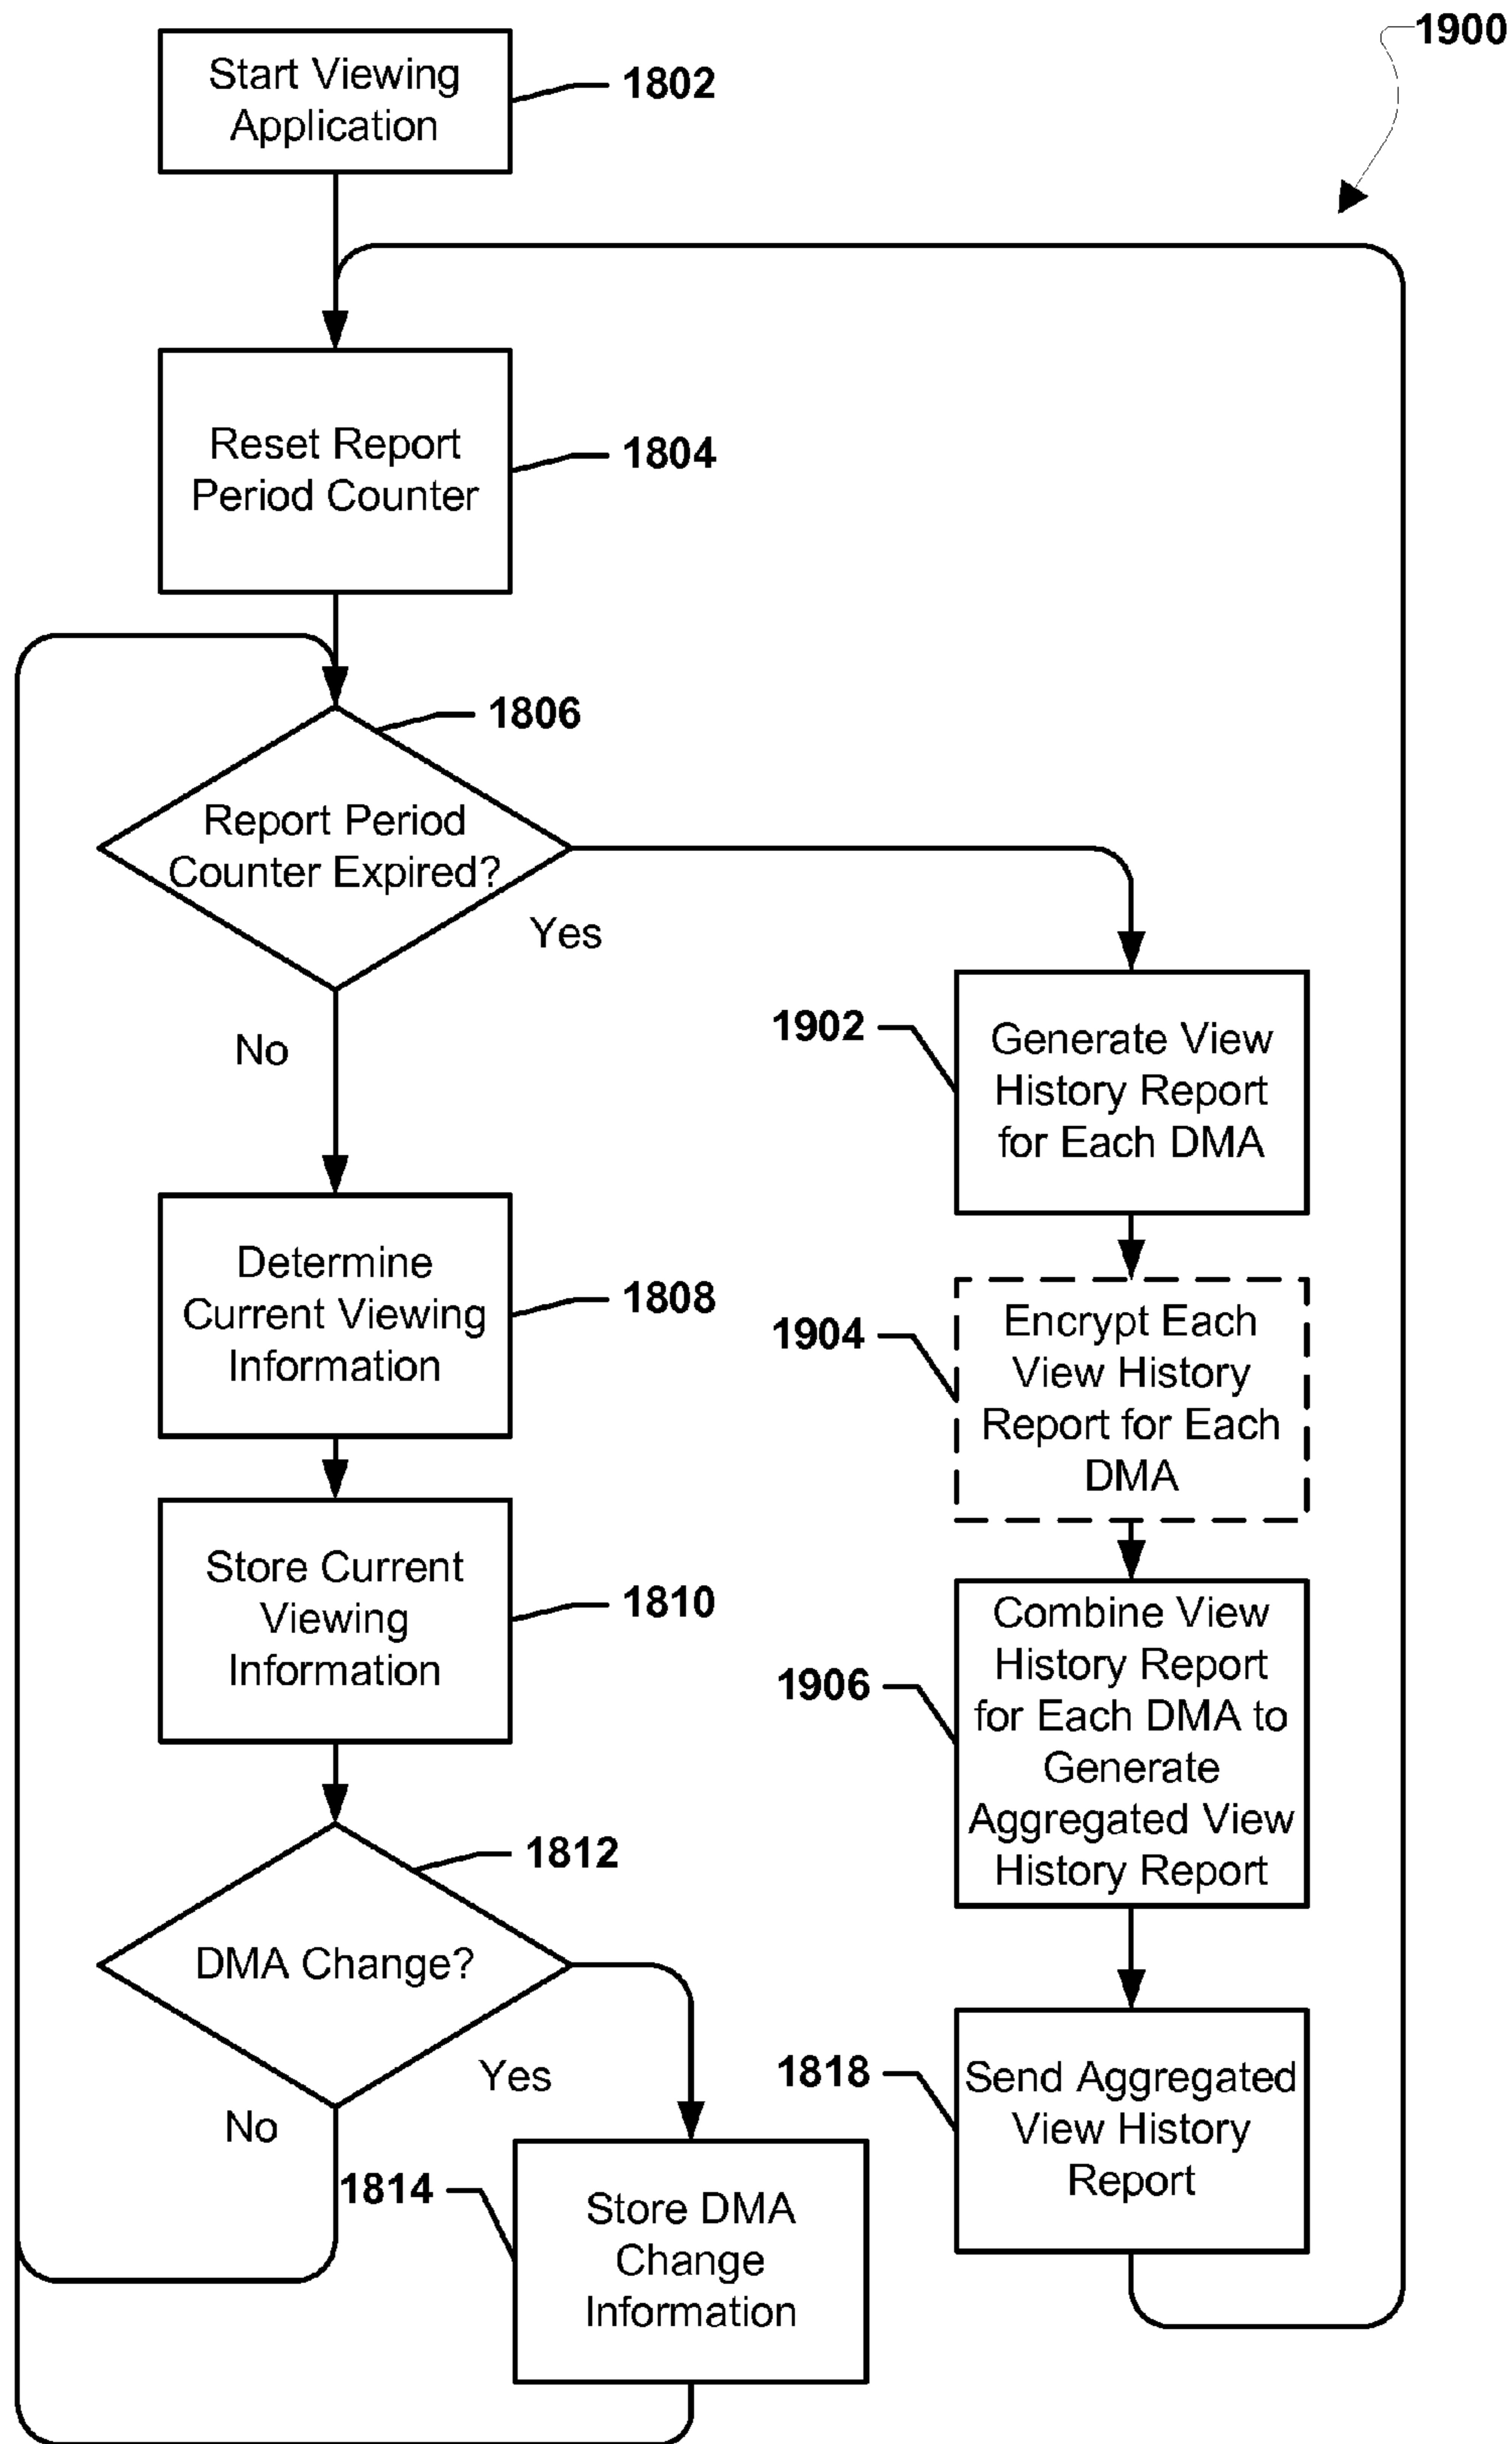 1900
Start Viewing
Application
1802
Reset Report
Period Counter
1804
1806
Report Period
Counter Expired?
Yes
No
1902
Generate View
History Report
for Each DMA
Determine
Current Viewing
Information
1808
1904
Encrypt Each
View History
Report for Each
DMA
Store Current
Viewing
Information
1810
1906
Combine View
History Report
for Each DMA to
Generate
Aggregated View
History Report
1812
DMA Change?
Yes
No
1818
Send Aggregated
View History
Report
1814
Store DMA
Change
Information